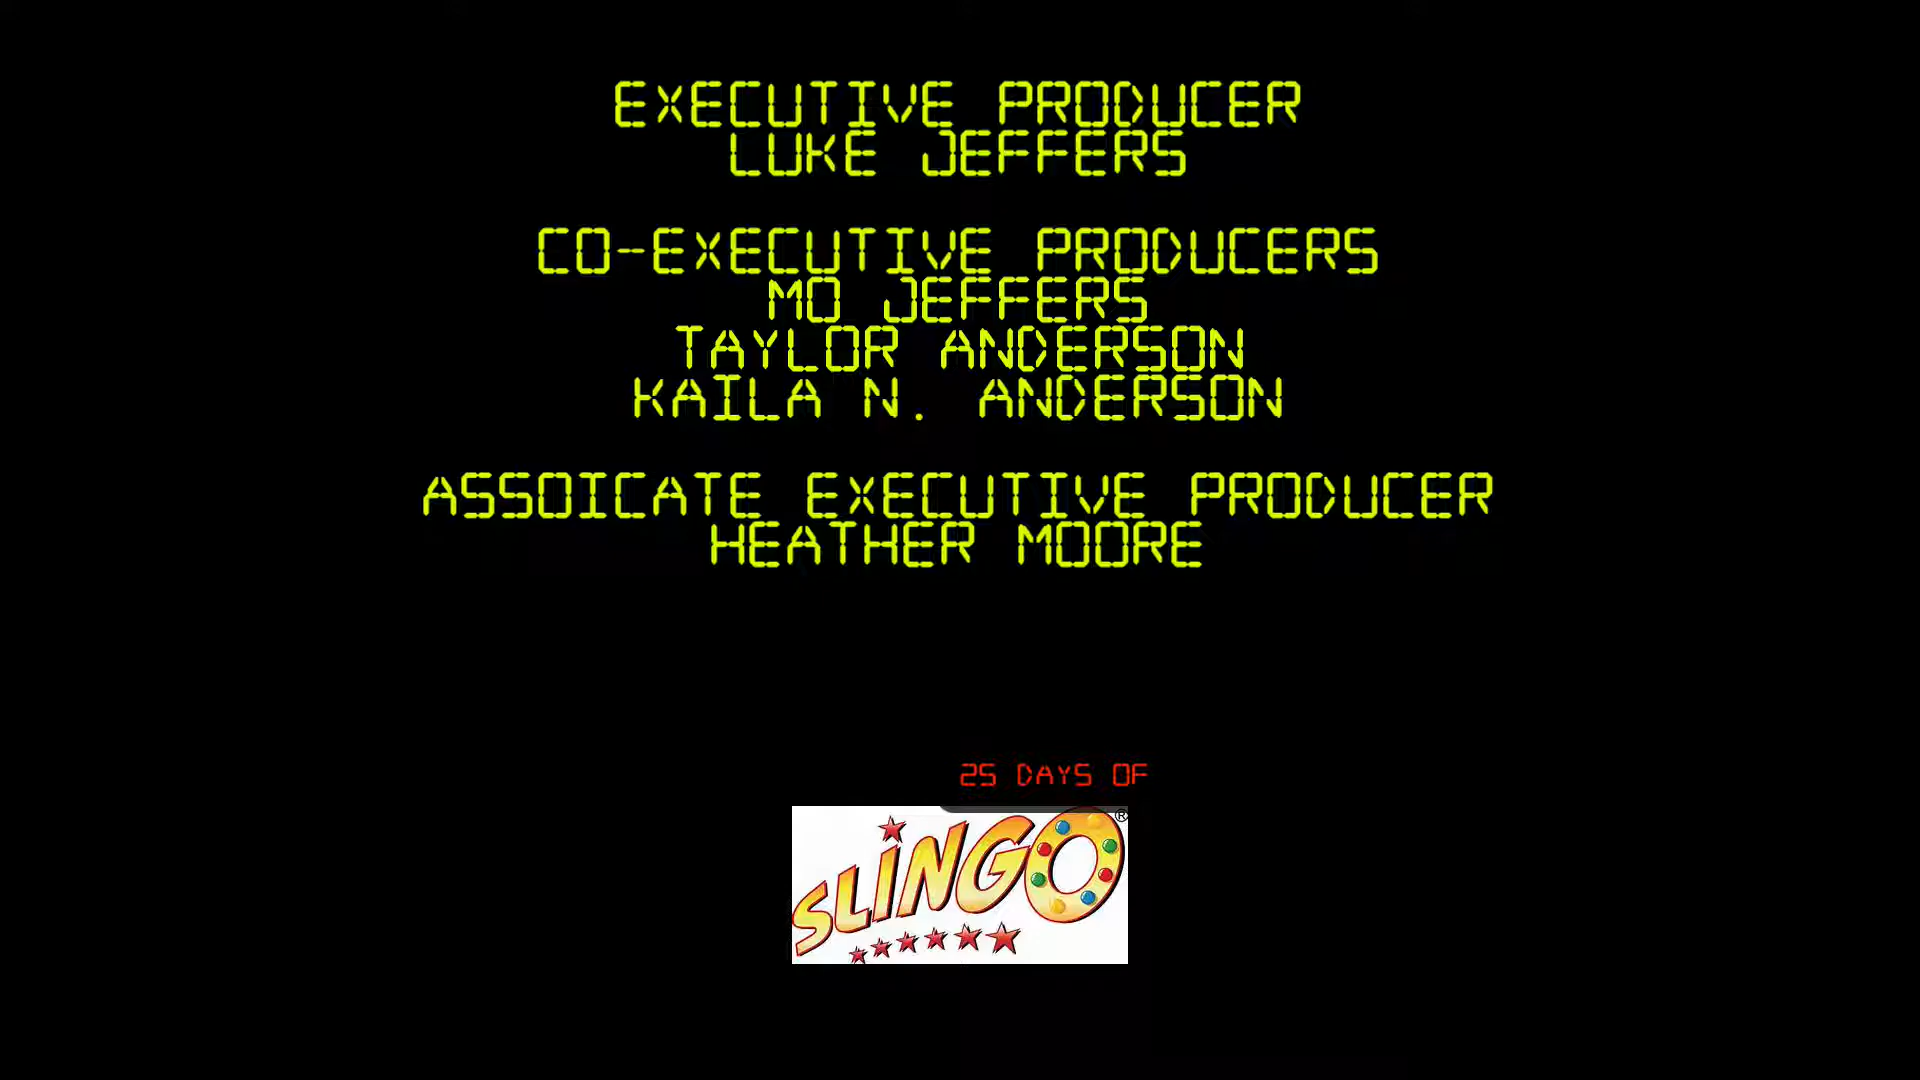 EXECUTIVE PRODUCER
LUKE JEFFERS
CO-EXECUTIVE PRODUCERS
MO JEFFERS
TAYLOR ANDERSON
KAILA N. ANDERSON
ASSOICATE EXECUTIVE PRODUCER
HEATHER MOORE
25 DAYS OF
SLINGO®